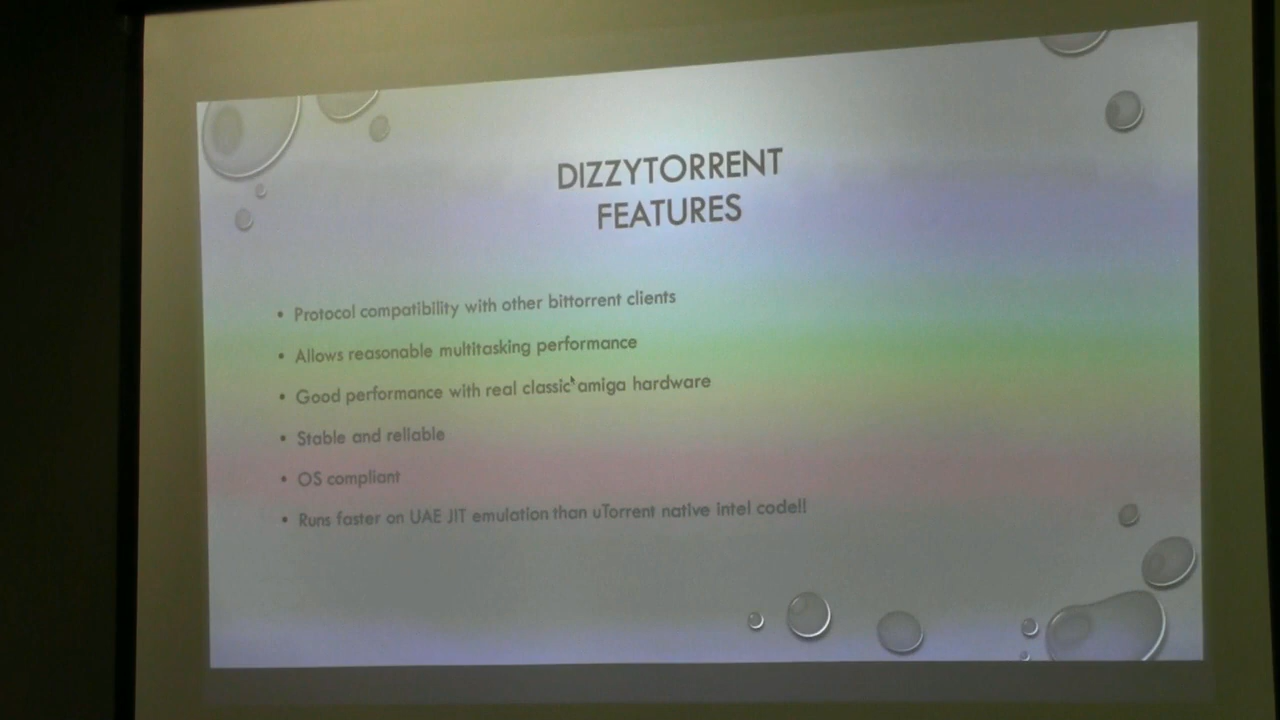 DIZZYTORRENT
FEATURES
• Protocol compatibility with other bittorrent clients
• Allows reasonable multitasking performance
• Good performance with real classic amiga hardware
• Stable and reliable
• OS compliant
• Runs faster on UAE JIT emulation than uTorrent native intel code!!